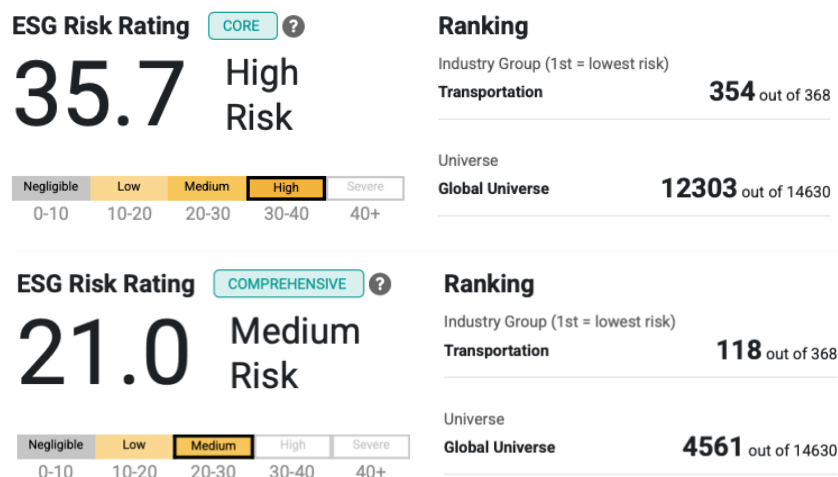 ESG Risk Rating CORE ?
35.7 High Risk
Negligible Low Medium High Severe
0-10 10-20 20-30 30-40 40+
Ranking
Industry Group (1st = lowest risk)
Transportation 354 out of 368
Universe
Global Universe 12303 out of 14630
ESG Risk Rating COMPREHENSIVE ?
21.0 Medium Risk
Negligible Low Medium High Severe
0-10 10-20 20-30 30-40 40+
Ranking
Industry Group (1st = lowest risk)
Transportation 118 out of 368
Universe
Global Universe 4561 out of 14630